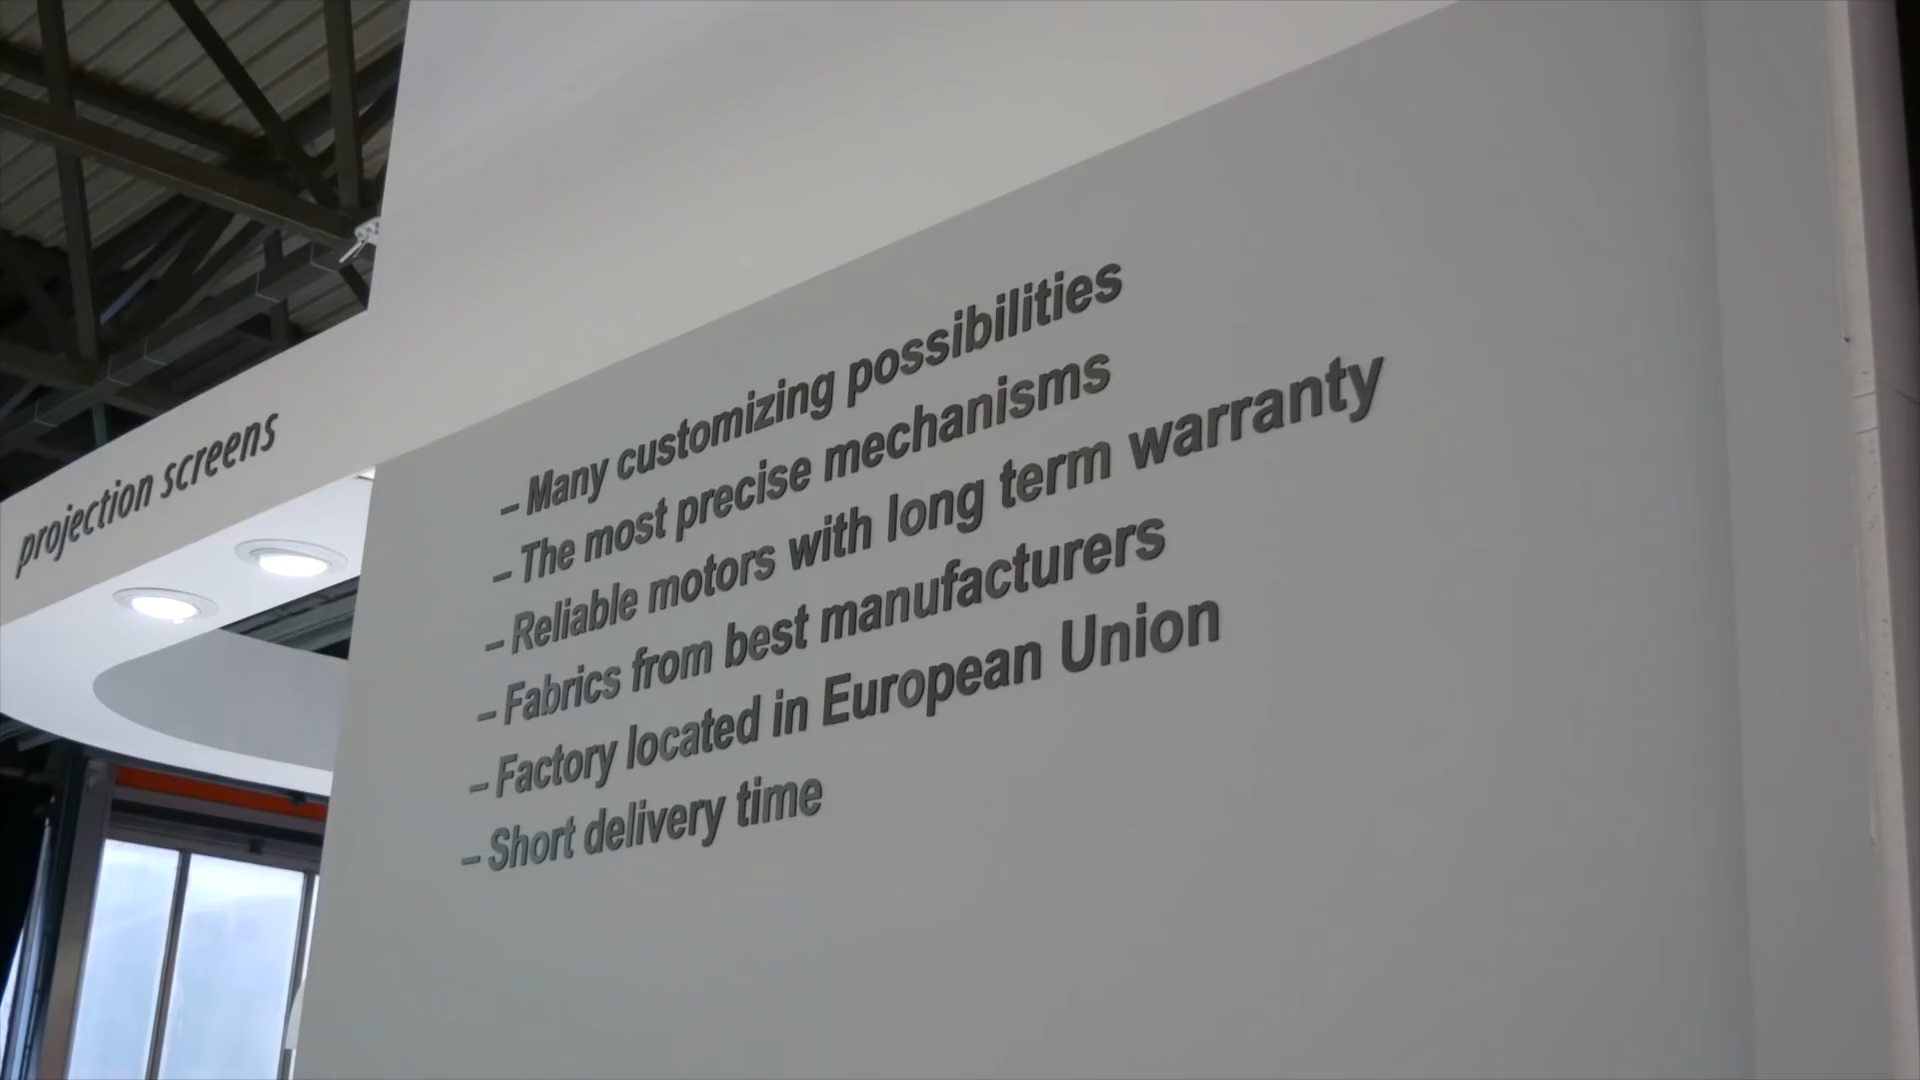 projection screens
– Many customizing possibilities
– The most precise mechanisms
– Reliable motors with long term warranty
– Fabrics from best manufacturers
– Factory located in European Union
– Short delivery time